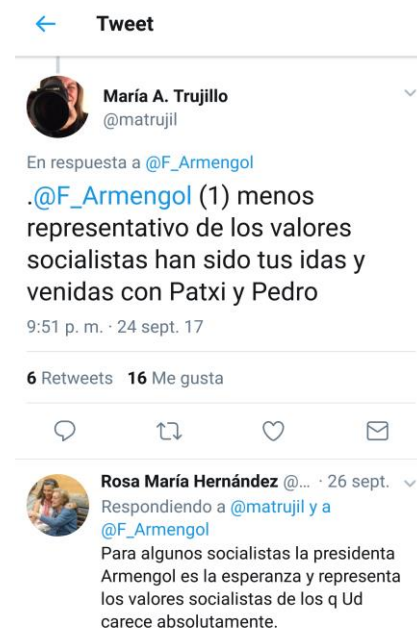 Tweet
María A. Trujillo
@matrujil
En respuesta a @F_Armengol
.@F_Armengol (1) menos
representativo de los valores
socialistas han sido tus idas y
venidas con Patxi y Pedro
9:51 p. m. · 24 sept. 17
6 Retweets 16 Me gusta
Rosa María Hernández @... · 26 sept.
Respondiendo a @matrujil y a
@F_Armengol
Para algunos socialistas la presidenta
Armengol es la esperanza y representa
los valores socialistas de los q Ud
carece absolutamente.